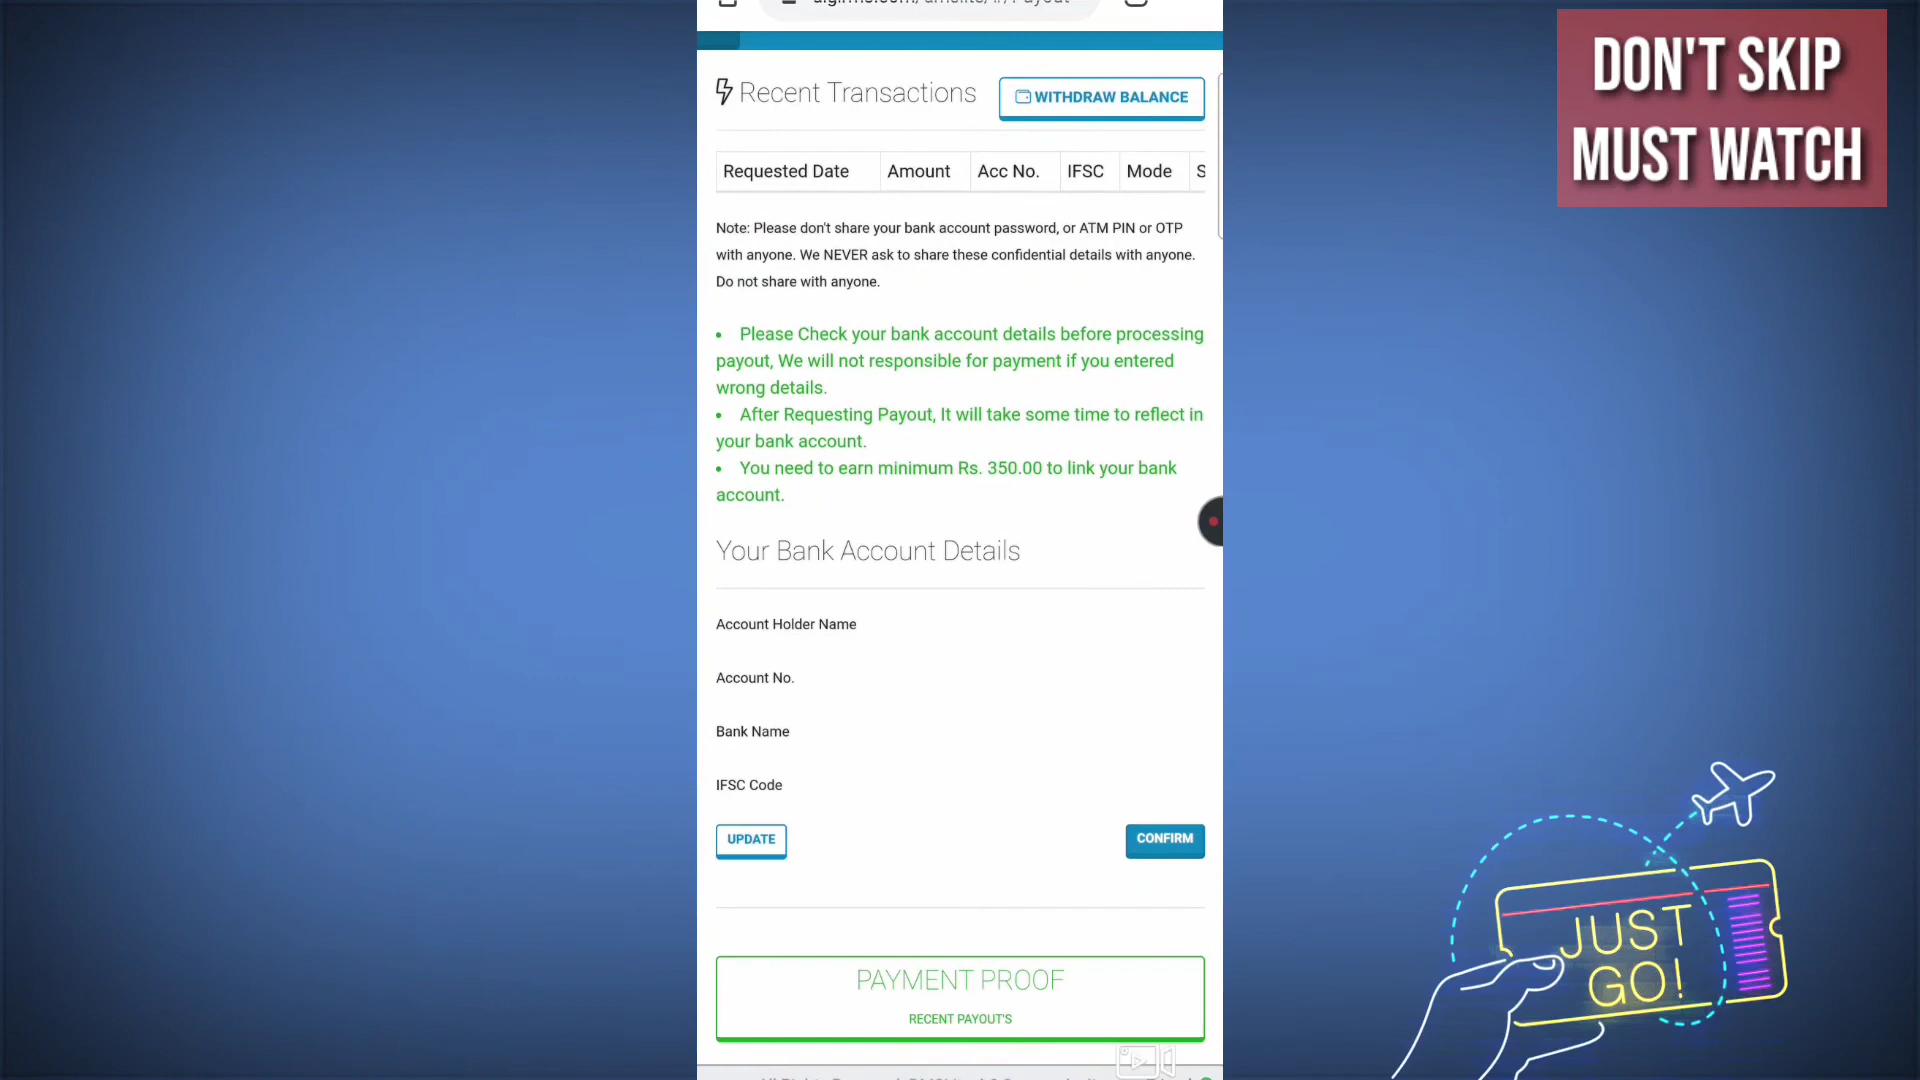 DON'T SKIP
MUST WATCH
Recent Transactions
WITHDRAW BALANCE
Requested Date Amount Acc No. IFSC Mode S
Note: Please don't share your bank account password, or ATM PIN or OTP
with anyone. We NEVER ask to share these confidential details with anyone.
Do not share with anyone.
• Please Check your bank account details before processing
payout, We will not responsible for payment if you entered
wrong details.
• After Requesting Payout, It will take some time to reflect in
your bank account.
• You need to earn minimum Rs. 350.00 to link your bank
account.
Your Bank Account Details
Account Holder Name
Account No.
Bank Name
IFSC Code
UPDATE
CONFIRM
PAYMENT PROOF
RECENT PAYOUT'S
JUST
GO!